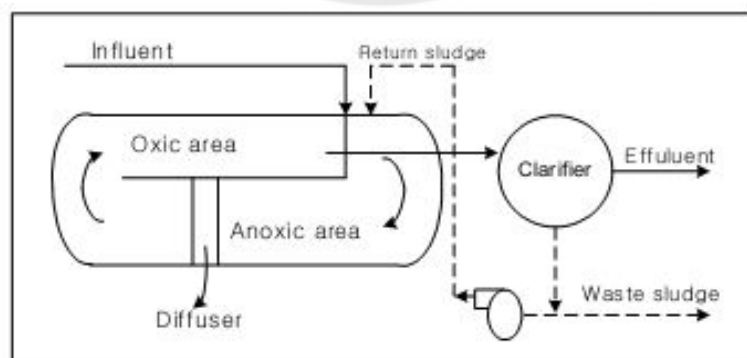 Influent
Return sludge
Oxic area
Clarifier
Effuluent
Anoxic area
Waste sludge
Diffuser